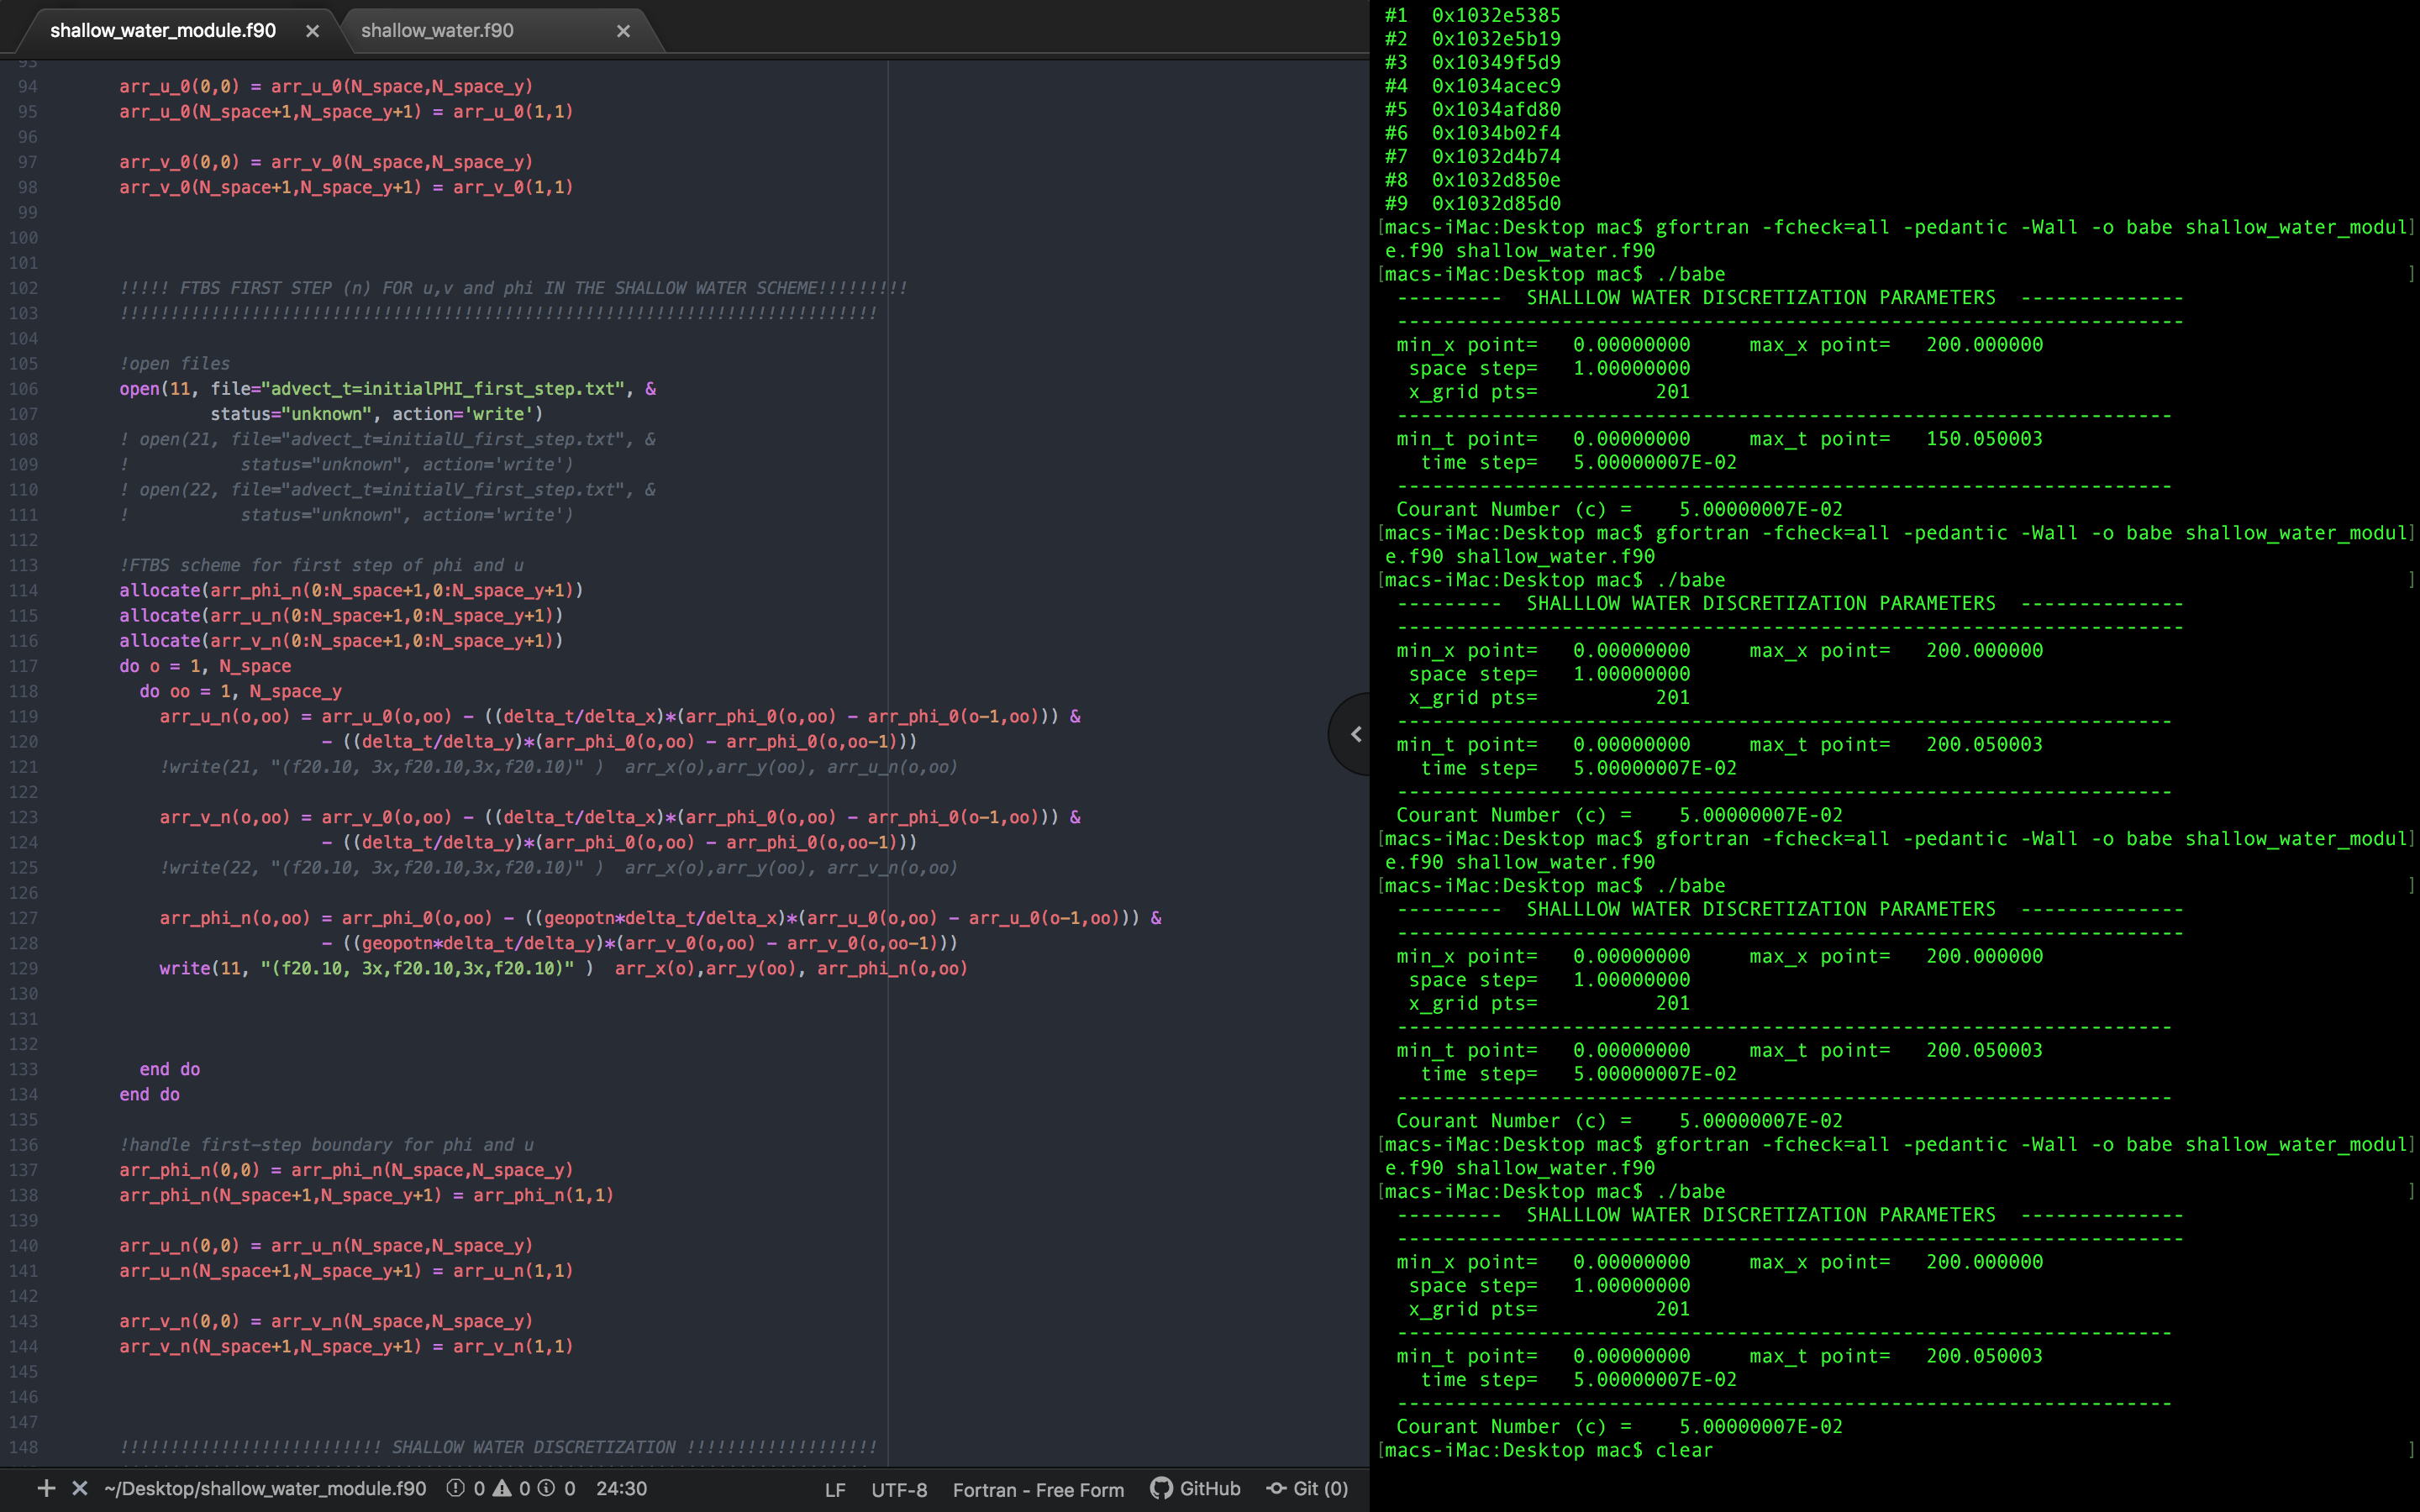 shallow_water_module.f90 × shallow_water.f90 ×
93
94 arr_u_0(0,0) = arr_u_0(N_space,N_space_y)
95 arr_u_0(N_space+1,N_space_y+1) = arr_u_0(1,1)
96
97 arr_v_0(0,0) = arr_v_0(N_space,N_space_y)
98 arr_v_0(N_space+1,N_space_y+1) = arr_v_0(1,1)
99
100
101
102 !!!!! FTBS FIRST STEP (n) FOR u,v and phi IN THE SHALLOW WATER SCHEME!!!!!!!!!
103 !!!!!!!!!!!!!!!!!!!!!!!!!!!!!!!!!!!!!!!!!!!!!!!!!!!!!!!!!!!!!!!!!!!!!!!!!!!
104
105 !open files
106 open(11, file="advect_t=initialPHI_first_step.txt", &
107 status="unknown", action='write')
108 ! open(21, file="advect_t=initialU_first_step.txt", &
109 ! status="unknown", action='write')
110 ! open(22, file="advect_t=initialV_first_step.txt", &
111 ! status="unknown", action='write')
112
113 !FTBS scheme for first step of phi and u
114 allocate(arr_phi_n(0:N_space+1,0:N_space_y+1))
115 allocate(arr_u_n(0:N_space+1,0:N_space_y+1))
116 allocate(arr_v_n(0:N_space+1,0:N_space_y+1))
117 do o = 1, N_space
118 do oo = 1, N_space_y
119 arr_u_n(o,oo) = arr_u_0(o,oo) - ((delta_t/delta_x)*(arr_phi_0(o,oo) - arr_phi_0(o-1,oo))) &
120 - ((delta_t/delta_y)*(arr_phi_0(o,oo) - arr_phi_0(o,oo-1)))
121 !write(21, "(f20.10, 3x,f20.10,3x,f20.10)" ) arr_x(o),arr_y(oo), arr_u_n(o,oo)
122
123 arr_v_n(o,oo) = arr_v_0(o,oo) - ((delta_t/delta_x)*(arr_phi_0(o,oo) - arr_phi_0(o-1,oo))) &
124 - ((delta_t/delta_y)*(arr_phi_0(o,oo) - arr_phi_0(o,oo-1)))
125 !write(22, "(f20.10, 3x,f20.10,3x,f20.10)" ) arr_x(o),arr_y(oo), arr_v_n(o,oo)
126
127 arr_phi_n(o,oo) = arr_phi_0(o,oo) - ((geopotn*delta_t/delta_x)*(arr_u_0(o,oo) - arr_u_0(o-1,oo))) &
128 - ((geopotn*delta_t/delta_y)*(arr_v_0(o,oo) - arr_v_0(o,oo-1)))
129 write(11, "(f20.10, 3x,f20.10,3x,f20.10)" ) arr_x(o),arr_y(oo), arr_phi_n(o,oo)
130
131
132
133 end do
134 end do
135
136 !handle first-step boundary for phi and u
137 arr_phi_n(0,0) = arr_phi_n(N_space,N_space_y)
138 arr_phi_n(N_space+1,N_space_y+1) = arr_phi_n(1,1)
139
140 arr_u_n(0,0) = arr_u_n(N_space,N_space_y)
141 arr_u_n(N_space+1,N_space_y+1) = arr_u_n(1,1)
142
143 arr_v_n(0,0) = arr_v_n(N_space,N_space_y)
144 arr_v_n(N_space+1,N_space_y+1) = arr_v_n(1,1)
145
146
147
148 !!!!!!!!!!!!!!!!!!!!!!!!!! SHALLOW WATER DISCRETIZATION !!!!!!!!!!!!!!!!!!!
+ × ~/Desktop/shallow_water_module.f90 0 0 0 24:30 LF UTF-8 Fortran - Free Form GitHub Git (0)
#1 0x1032e5385
#2 0x1032e5b19
#3 0x10349f5d9
#4 0x1034acec9
#5 0x1034afd80
#6 0x1034b02f4
#7 0x1032d4b74
#8 0x1032d850e
#9 0x1032d85d0
[macs-iMac:Desktop mac$ gfortran -fcheck=all -pedantic -Wall -o babe shallow_water_modul]
e.f90 shallow_water.f90
[macs-iMac:Desktop mac$ ./babe ]
--------- SHALLLOW WATER DISCRETIZATION PARAMETERS --------------
-------------------------------------------------------------------
min_x point= 0.00000000 max_x point= 200.000000
space step= 1.00000000
x_grid pts= 201
------------------------------------------------------------------
min_t point= 0.00000000 max_t point= 150.050003
time step= 5.00000007E-02
------------------------------------------------------------------
Courant Number (c) = 5.00000007E-02
[macs-iMac:Desktop mac$ gfortran -fcheck=all -pedantic -Wall -o babe shallow_water_modul]
e.f90 shallow_water.f90
[macs-iMac:Desktop mac$ ./babe ]
--------- SHALLLOW WATER DISCRETIZATION PARAMETERS --------------
-------------------------------------------------------------------
min_x point= 0.00000000 max_x point= 200.000000
space step= 1.00000000
x_grid pts= 201
------------------------------------------------------------------
min_t point= 0.00000000 max_t point= 200.050003
time step= 5.00000007E-02
------------------------------------------------------------------
Courant Number (c) = 5.00000007E-02
[macs-iMac:Desktop mac$ gfortran -fcheck=all -pedantic -Wall -o babe shallow_water_modul]
e.f90 shallow_water.f90
[macs-iMac:Desktop mac$ ./babe ]
--------- SHALLLOW WATER DISCRETIZATION PARAMETERS --------------
-------------------------------------------------------------------
min_x point= 0.00000000 max_x point= 200.000000
space step= 1.00000000
x_grid pts= 201
------------------------------------------------------------------
min_t point= 0.00000000 max_t point= 200.050003
time step= 5.00000007E-02
------------------------------------------------------------------
Courant Number (c) = 5.00000007E-02
[macs-iMac:Desktop mac$ gfortran -fcheck=all -pedantic -Wall -o babe shallow_water_modul]
e.f90 shallow_water.f90
[macs-iMac:Desktop mac$ ./babe ]
--------- SHALLLOW WATER DISCRETIZATION PARAMETERS --------------
-------------------------------------------------------------------
min_x point= 0.00000000 max_x point= 200.000000
space step= 1.00000000
x_grid pts= 201
------------------------------------------------------------------
min_t point= 0.00000000 max_t point= 200.050003
time step= 5.00000007E-02
------------------------------------------------------------------
Courant Number (c) = 5.00000007E-02
[macs-iMac:Desktop mac$ clear ]